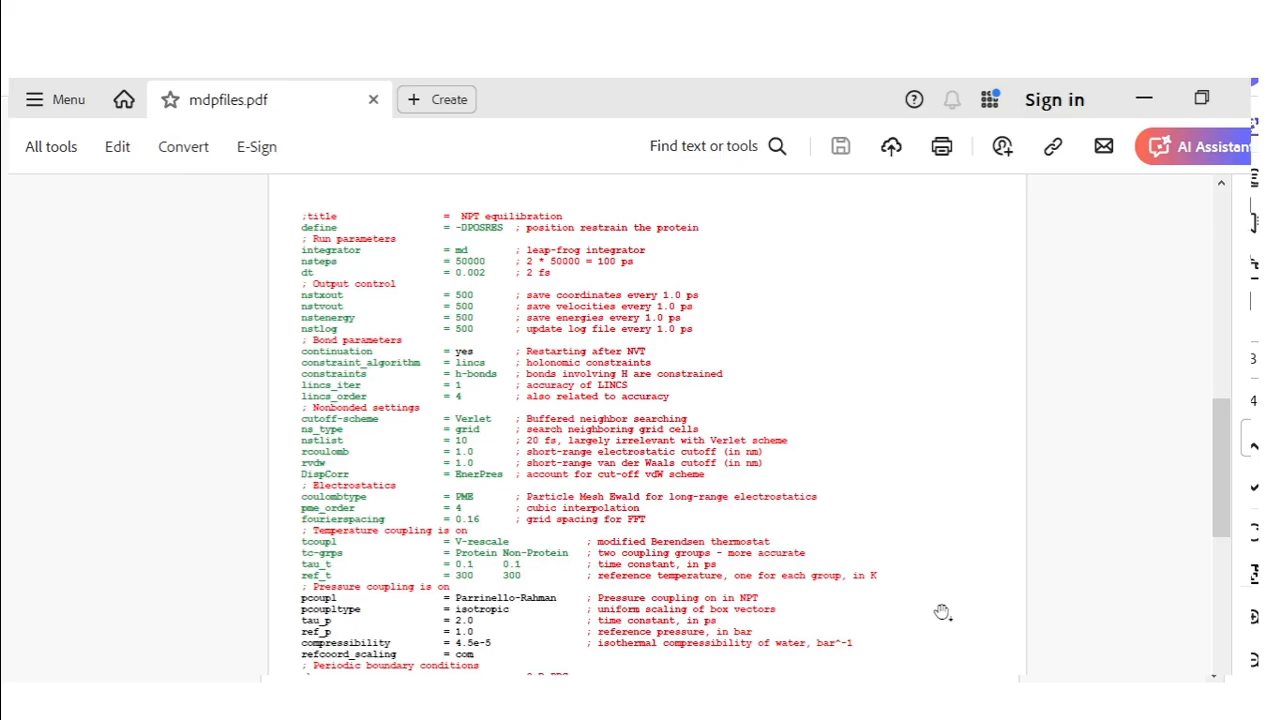 Menu
mdpfiles.pdf
Create
Sign in
All tools
Edit
Convert
E-Sign
Find text or tools
AI Assistan
;title = NPT equilibration
define = -DPOSRES ; position restrain the protein
; Run parameters
integrator = md ; leap-frog integrator
nsteps = 50000 ; 2 * 50000 = 100 ps
dt = 0.002 ; 2 fs
; Output control
nstxout = 500 ; save coordinates every 1.0 ps
nstvout = 500 ; save velocities every 1.0 ps
nstenergy = 500 ; save energies every 1.0 ps
nstlog = 500 ; update log file every 1.0 ps
; Bond parameters
continuation = yes ; Restarting after NVT
constraint_algorithm = lincs ; holonomic constraints
constraints = h-bonds ; bonds involving H are constrained
lincs_iter = 1 ; accuracy of LINCS
lincs_order = 4 ; also related to accuracy
; Nonbonded settings
cutoff-scheme = Verlet ; Buffered neighbor searching
ns_type = grid ; search neighboring grid cells
nstlist = 10 ; 20 fs, largely irrelevant with Verlet scheme
rcoulomb = 1.0 ; short-range electrostatic cutoff (in nm)
rvdw = 1.0 ; short-range van der Waals cutoff (in nm)
DispCorr = EnerPres ; account for cut-off vdW scheme
; Electrostatics
coulombtype = PME ; Particle Mesh Ewald for long-range electrostatics
pme_order = 4 ; cubic interpolation
fourierspacing = 0.16 ; grid spacing for FFT
; Temperature coupling is on
tcoupl = V-rescale ; modified Berendsen thermostat
tc-grps = Protein Non-Protein ; two coupling groups - more accurate
tau_t = 0.1 0.1 ; time constant, in ps
ref_t = 300 300 ; reference temperature, one for each group, in K
; Pressure coupling is on
pcoupl = Parrinello-Rahman ; Pressure coupling on in NPT
pcoupltype = isotropic ; uniform scaling of box vectors
tau_p = 2.0 ; time constant, in ps
ref_p = 1.0 ; reference pressure, in bar
compressibility = 4.5e-5 ; isothermal compressibility of water, bar^-1
refcoord_scaling = com
; Periodic boundary conditions
3
4